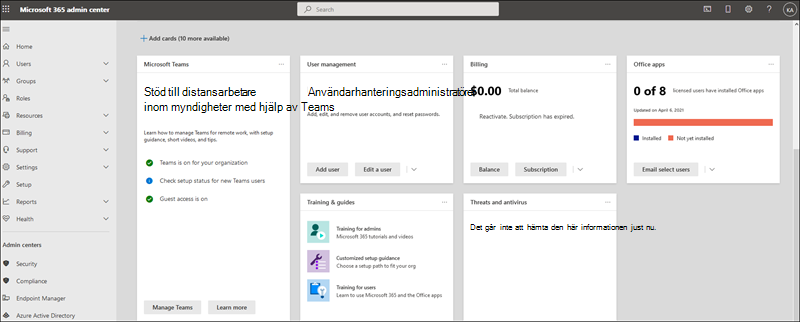 Microsoft 365 admin center
Search
KA
Home
Users
Groups
Roles
Resources
Billing
Support
Settings
Setup
Reports
Health
Admin centers
Security
Compliance
Endpoint Manager
Azure Active Directory
Add cards (10 more available)
Microsoft Teams
Stöd till distansarbetare
inom myndigheter med hjälp av Teams
Learn how to manage Teams for remote work, with setup
guidance, short videos, and tips.
Teams is on for your organization
Check setup status for new Teams users
Guest access is on
Manage Teams
Learn more
User management
Användarhanteringsadministratörer
Add, edit, and remove user accounts, and reset passwords.
Add user
Edit a user
Billing
$0.00 Total balance
Reactivate. Subscription has expired.
Balance
Subscription
Office apps
0 of 8 licensed users have installed Office apps
Updated on April 6, 2021
Installed
Not yet installed
Email select users
Training & guides
Training for admins
Microsoft 365 tutorials and videos
Customized setup guidance
Choose a setup path to fit your org
Training for users
Learn to use Microsoft 365 and the Office apps
Threats and antivirus
Det går inte att hämta den här informationen just nu.